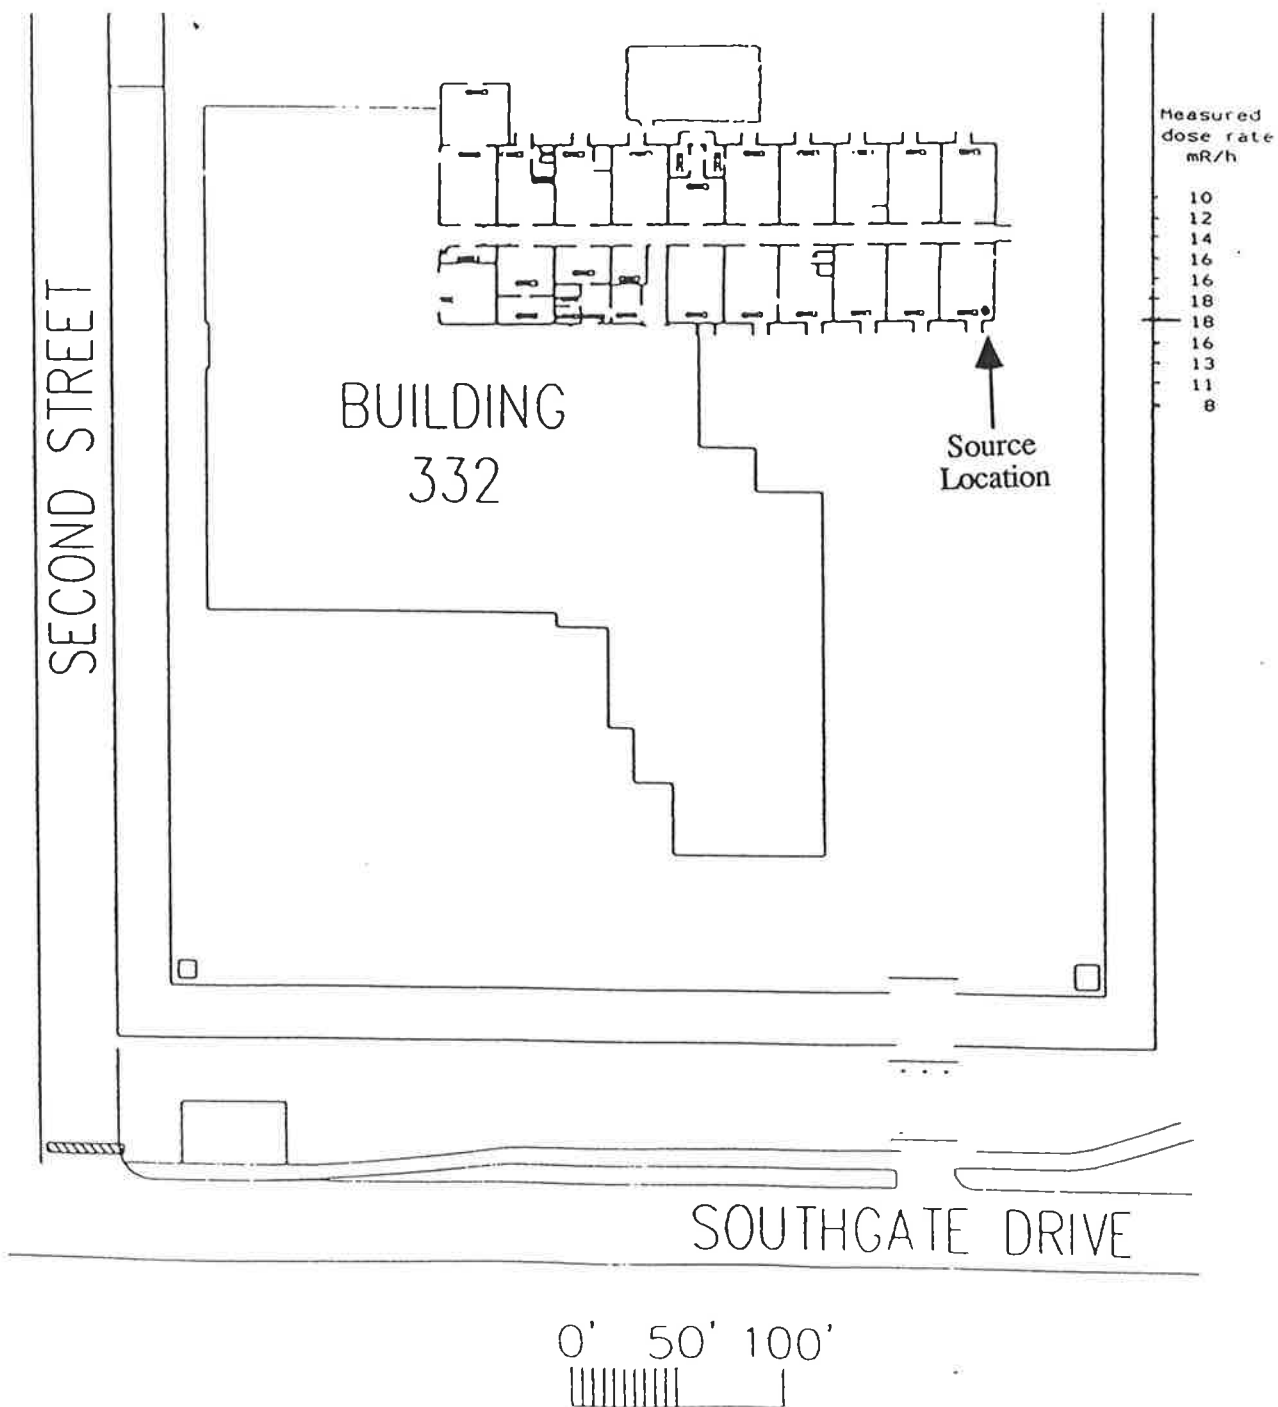 Measured
dose rate
mR/h
10
12
14
16
16
18
18
16
13
11
8
SECOND STREET
BUILDING
332
Source
Location
SOUTHGATE DRIVE
0' 50' 100'